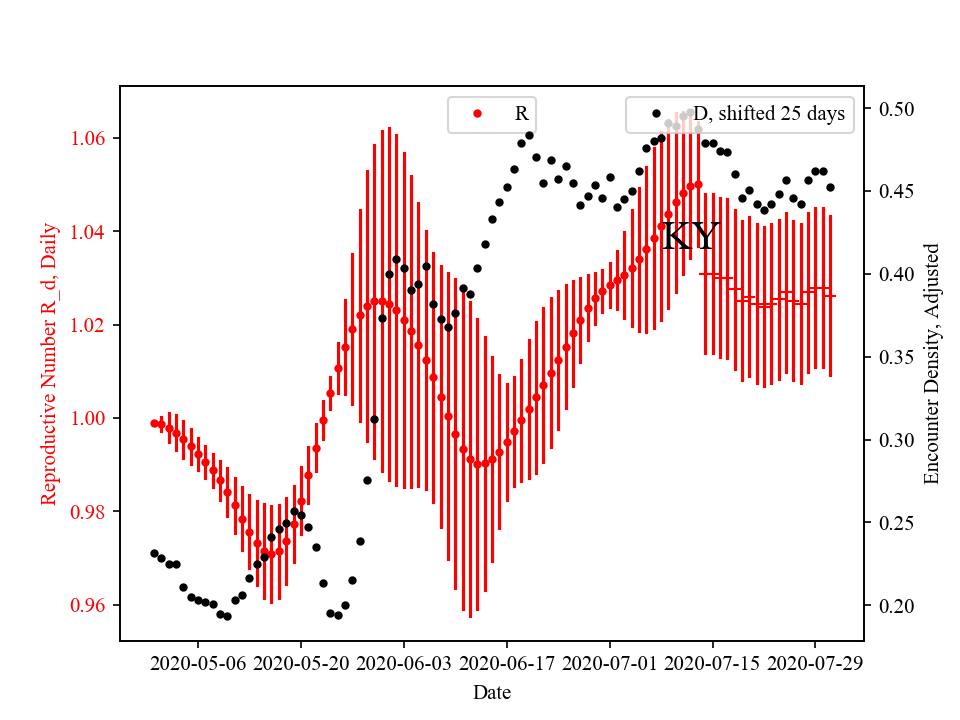 R
D, shifted 25 days
KY
Reproductive Number R_d, Daily
1.06
1.04
1.02
1.00
0.98
0.96
0.50
0.45
0.40
0.35
0.30
0.25
0.20
Encounter Density, Adjusted
2020-05-06 2020-05-20 2020-06-03 2020-06-17 2020-07-01 2020-07-15 2020-07-29
Date